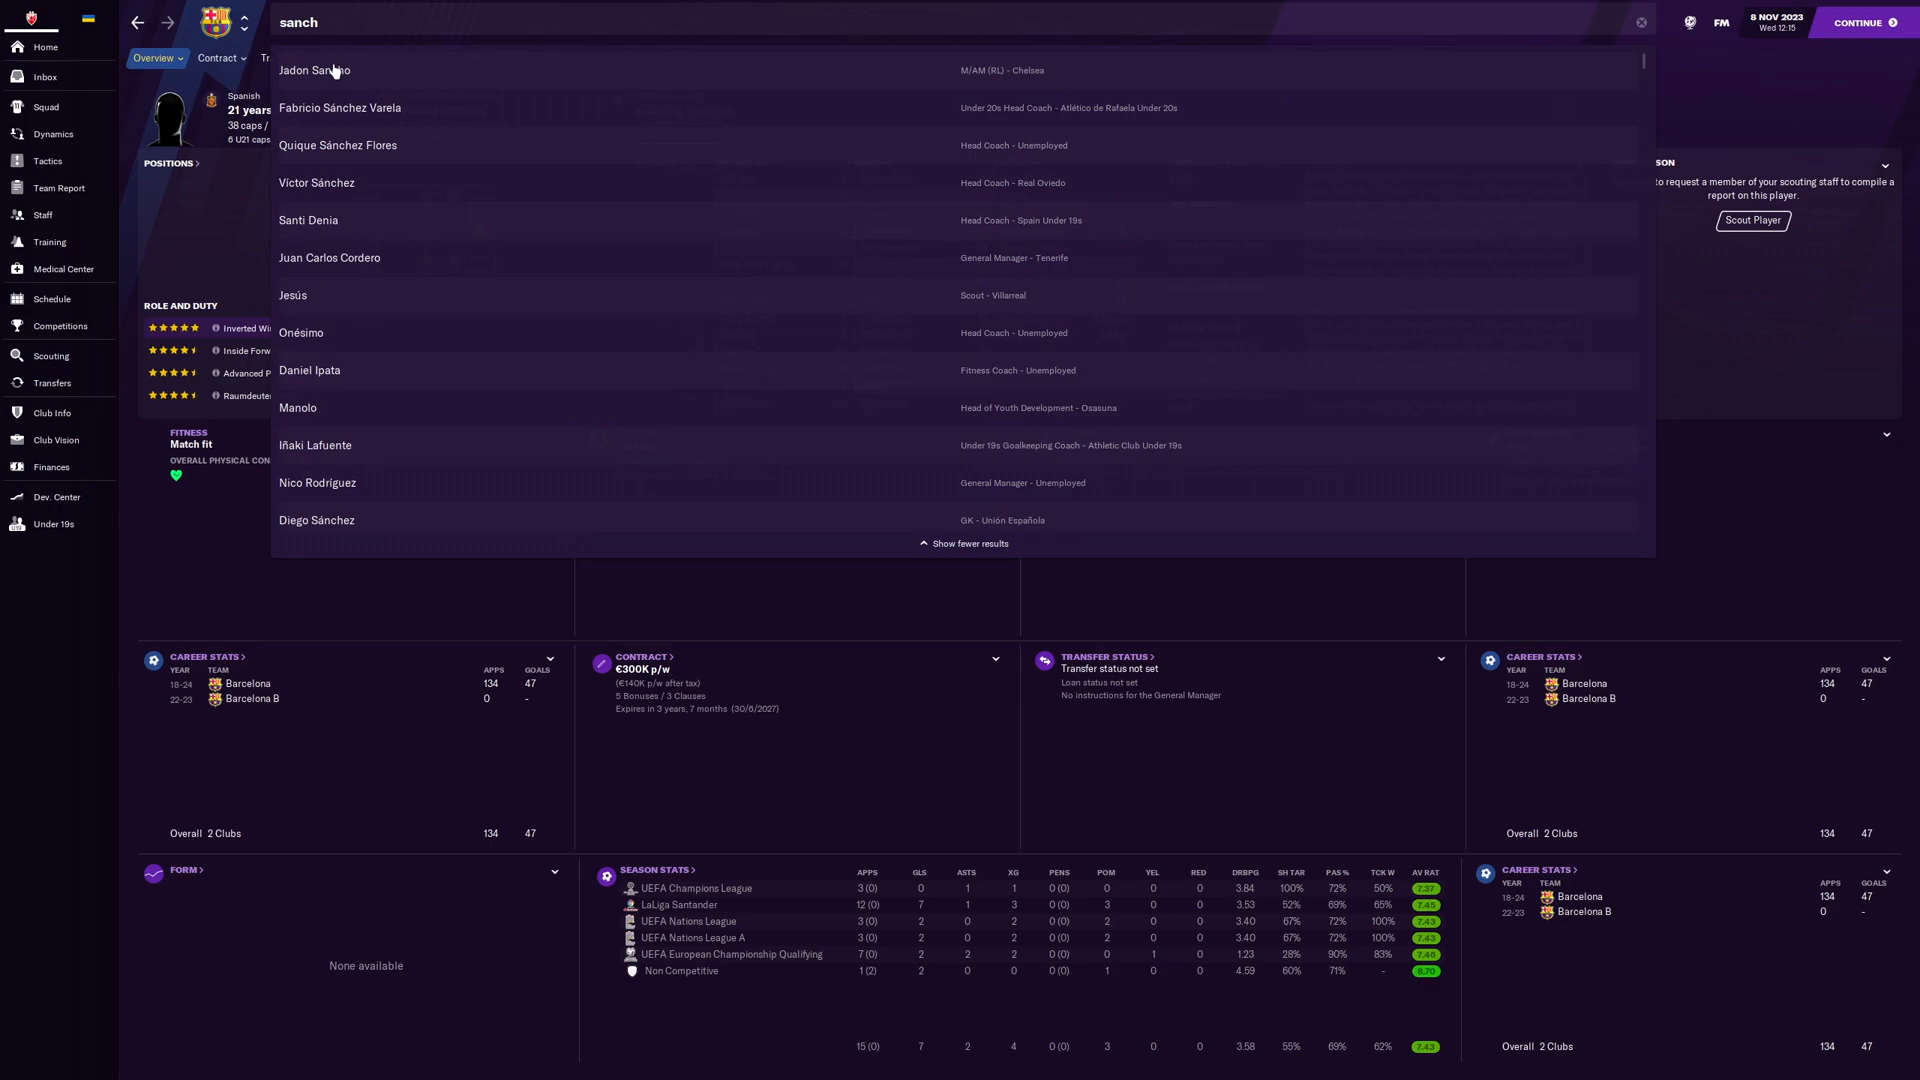 sanch
FM
8 NOV 2023
Wed 12:15
CONTINUE
Home
Inbox
Squad
Dynamics
Tactics
Team Report
Staff
Training
Medical Center
Schedule
Competitions
Scouting
Transfers
Club Info
Club Vision
Finances
Dev. Center
Under 19s
Overview Contract Tr
Spanish
21 years
38 caps /
6 U21 caps
POSITIONS
ROLE AND DUTY
Inverted Wi
Inside Forw
Advanced P
Raumdeute
FITNESS
Match fit
OVERALL PHYSICAL CON
Jadon Sancho M/AM (RL) - Chelsea
Fabricio Sánchez Varela Under 20s Head Coach - Atlético de Rafaela Under 20s
Quique Sánchez Flores Head Coach - Unemployed
Víctor Sánchez Head Coach - Real Oviedo
Santi Denia Head Coach - Spain Under 19s
Juan Carlos Cordero General Manager - Tenerife
Jesús Scout - Villarreal
Onésimo Head Coach - Unemployed
Daniel Ipata Fitness Coach - Unemployed
Manolo Head of Youth Development - Osasuna
Iñaki Lafuente Under 19s Goalkeeping Coach - Athletic Club Under 19s
Nico Rodríguez General Manager - Unemployed
Diego Sánchez GK - Unión Española
Show fewer results
SON
to request a member of your scouting staff to compile a
report on this player.
Scout Player
CAREER STATS
YEAR TEAM APPS GOALS
18-24 Barcelona 134 47
22-23 Barcelona B 0 -
Overall 2 Clubs 134 47
CONTRACT
€300K p/w
(€140K p/w after tax)
5 Bonuses / 3 Clauses
Expires in 3 years, 7 months (30/6/2027)
TRANSFER STATUS
Transfer status not set
Loan status not set
No instructions for the General Manager
CAREER STATS
YEAR TEAM APPS GOALS
18-24 Barcelona 134 47
22-23 Barcelona B 0 -
Overall 2 Clubs 134 47
FORM
None available
SEASON STATS APPS GLS ASTS XG PENS POM YEL RED DRBPG SH TAR PAS % TCK W AV RAT
UEFA Champions League 3 (0) 0 1 1 0 (0) 0 0 0 3.84 100% 72% 50% 7.37
LaLiga Santander 12 (0) 7 1 3 0 (0) 3 0 0 3.53 52% 69% 65% 7.45
UEFA Nations League 3 (0) 2 0 2 0 (0) 2 0 0 3.40 67% 72% 100% 7.43
UEFA Nations League A 3 (0) 2 0 2 0 (0) 2 0 0 3.40 67% 72% 100% 7.43
UEFA European Championship Qualifying 7 (0) 2 2 2 0 (0) 0 1 0 1.23 28% 90% 83% 7.46
Non Competitive 1 (2) 2 0 0 0 (0) 1 0 0 4.59 60% 71% - 8.70
15 (0) 7 2 4 0 (0) 3 0 0 3.58 55% 69% 62% 7.43
CAREER STATS
YEAR TEAM APPS GOALS
18-24 Barcelona 134 47
22-23 Barcelona B 0 -
Overall 2 Clubs 134 47